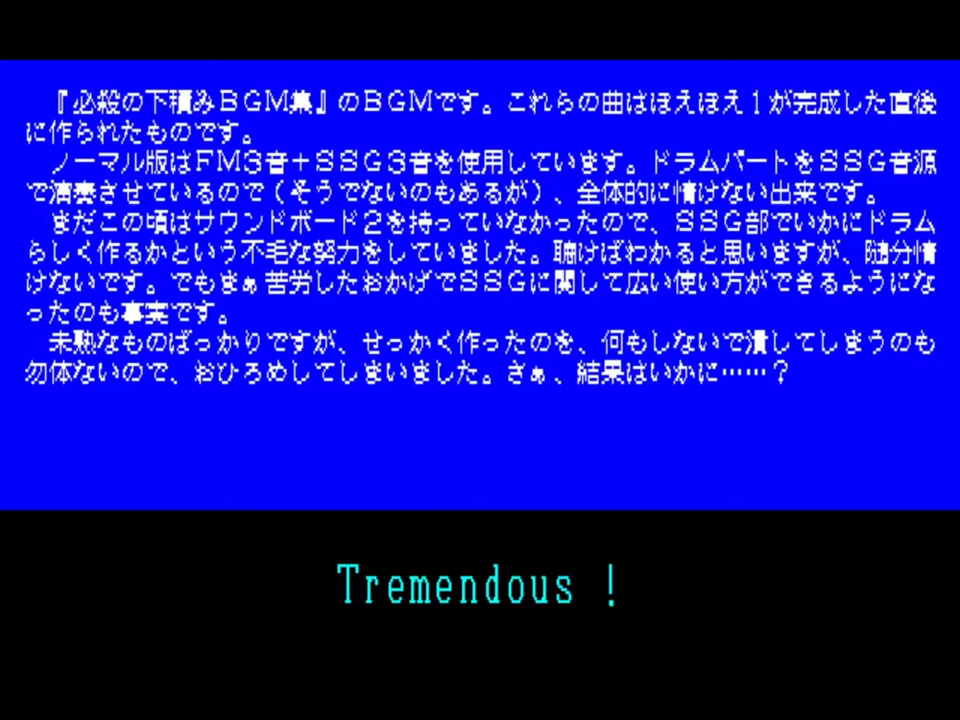 『必殺の下積みＢＧＭ集』のＢＧＭです。これらの曲はほえほえ１が完成した直後
に作られたものです。
ノーマル版はＦＭ３音＋ＳＳＧ３音を使用しています。ドラムパートをＳＳＧ音源
で演奏させているので（そうでないのもあるが）、全体的に情けない出来です。
まだこの頃はサウンドボード２を持っていなかったので、ＳＳＧ部でいかにドラム
らしく作るかという不毛な努力をしていました。聴けばわかると思いますが、随分情
けないです。でもまぁ苦労したおかげでＳＳＧに関して広い使い方ができるようにな
ったのも事実です。
未熟なものばっかりですが、せっかく作ったのを、何もしないで潰してしまうのも
勿体ないので、おひろめしてしまいました。さぁ、結果はいかに……？
Tremendous !